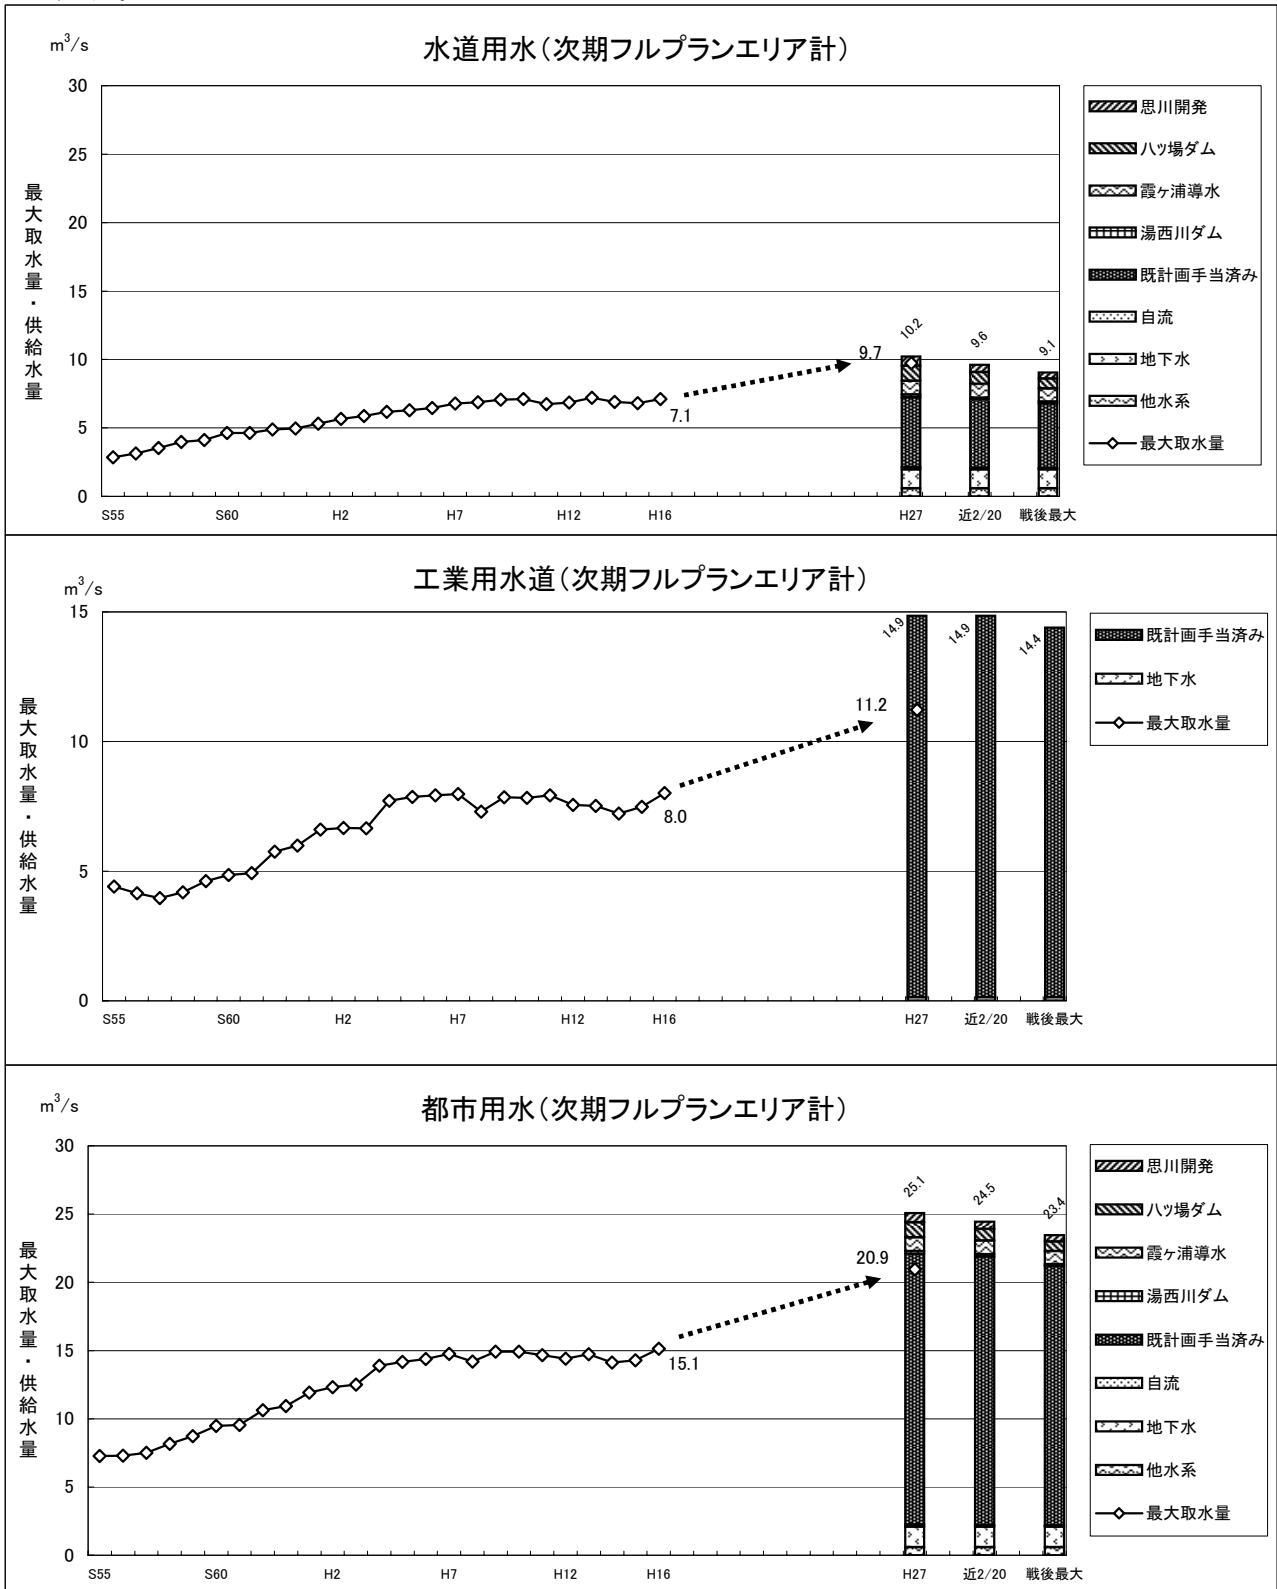 水道用水(次期フルプランエリア計)
m3/s
最大取水量・供給水量
30
25
20
15
10
5
0
S55 S60 H2 H7 H12 H16 H27 近2/20 戦後最大
7.1
9.7
10.2
9.6
9.1
思川開発
八ッ場ダム
霞ヶ浦導水
湯西川ダム
既計画手当済み
自流
地下水
他水系
最大取水量
工業用水道(次期フルプランエリア計)
m3/s
最大取水量・供給水量
15
10
5
0
S55 S60 H2 H7 H12 H16 H27 近2/20 戦後最大
8.0
11.2
14.9
14.9
14.4
既計画手当済み
地下水
最大取水量
都市用水(次期フルプランエリア計)
m3/s
最大取水量・供給水量
30
25
20
15
10
5
0
S55 S60 H2 H7 H12 H16 H27 近2/20 戦後最大
15.1
20.9
25.1
24.5
23.4
思川開発
八ッ場ダム
霞ヶ浦導水
湯西川ダム
既計画手当済み
自流
地下水
他水系
最大取水量